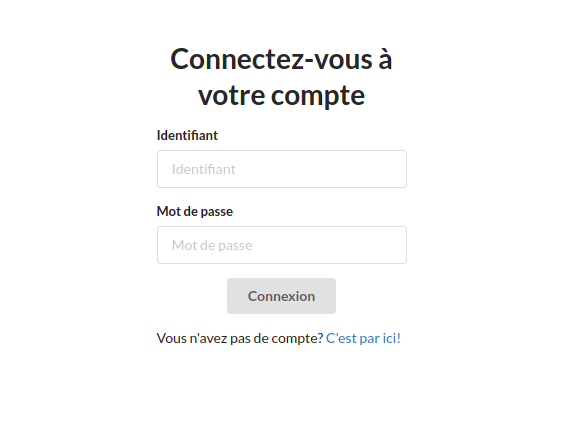 Connectez-vous à
votre compte
Identifiant
Identifiant
Mot de passe
Mot de passe
Connexion
Vous n'avez pas de compte? C'est par ici!